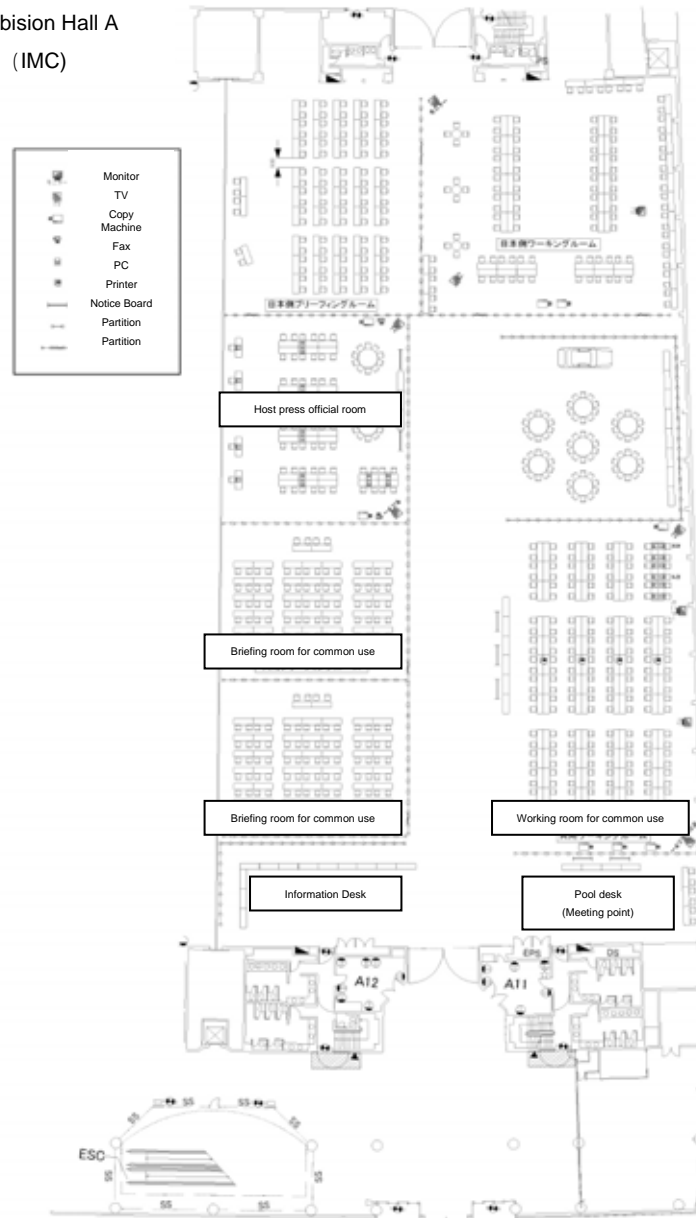 bision Hall A
(IMC)
PS
Monitor
TV
Copy
Machine
Fax
PC
Printer
Notice Board
Partition
Partition
日本側ワーキングルーム
日本側ブリーフィングルーム
Host press official room
Briefing room for common use
Briefing room for common use
Working room for common use
Information Desk
Pool desk
(Meeting point)
EPS
DS
A12
A11
SS
SS
SS
SS
ESC
SS
SS
SS
SS